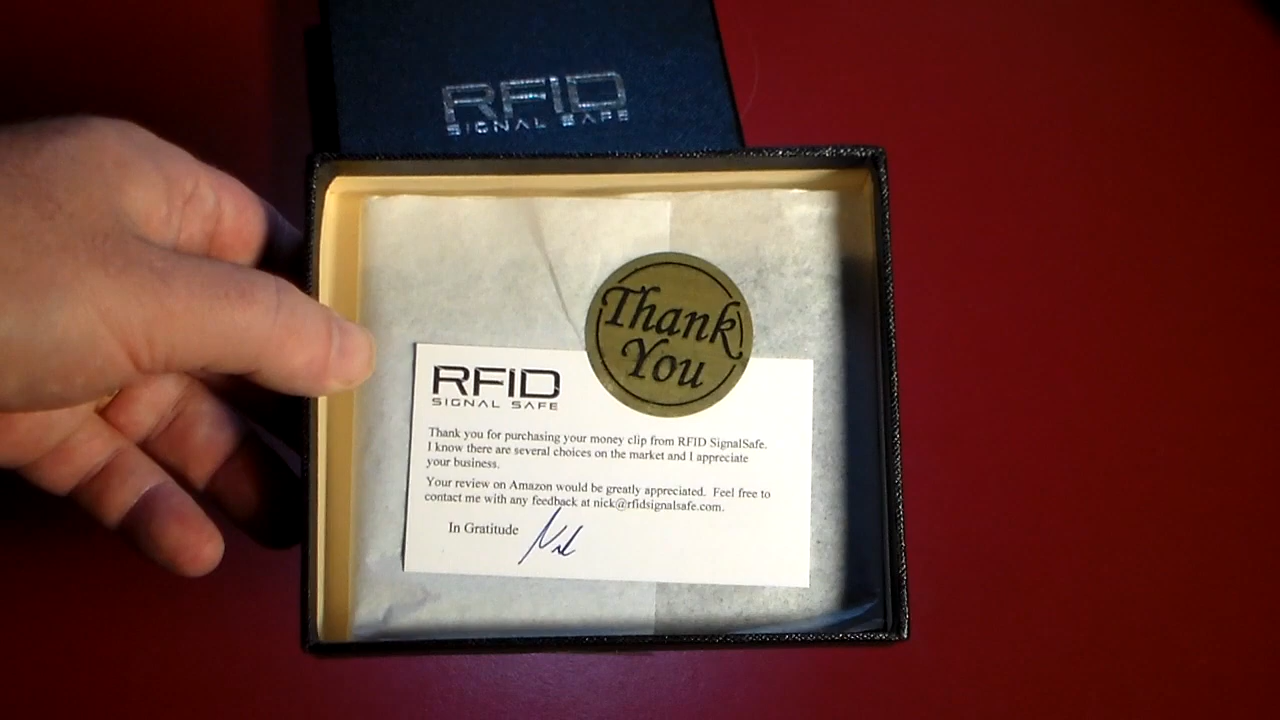 RFID
SIGNAL SAFE
Thank
You
RFID
SIGNAL SAFE
Thank you for purchasing your money clip from RFID SignalSafe.
I know there are several choices on the market and I appreciate
your business.
Your review on Amazon would be greatly appreciated. Feel free to
contact me with any feedback at nick@rfidsignalsafe.com.
In Gratitude